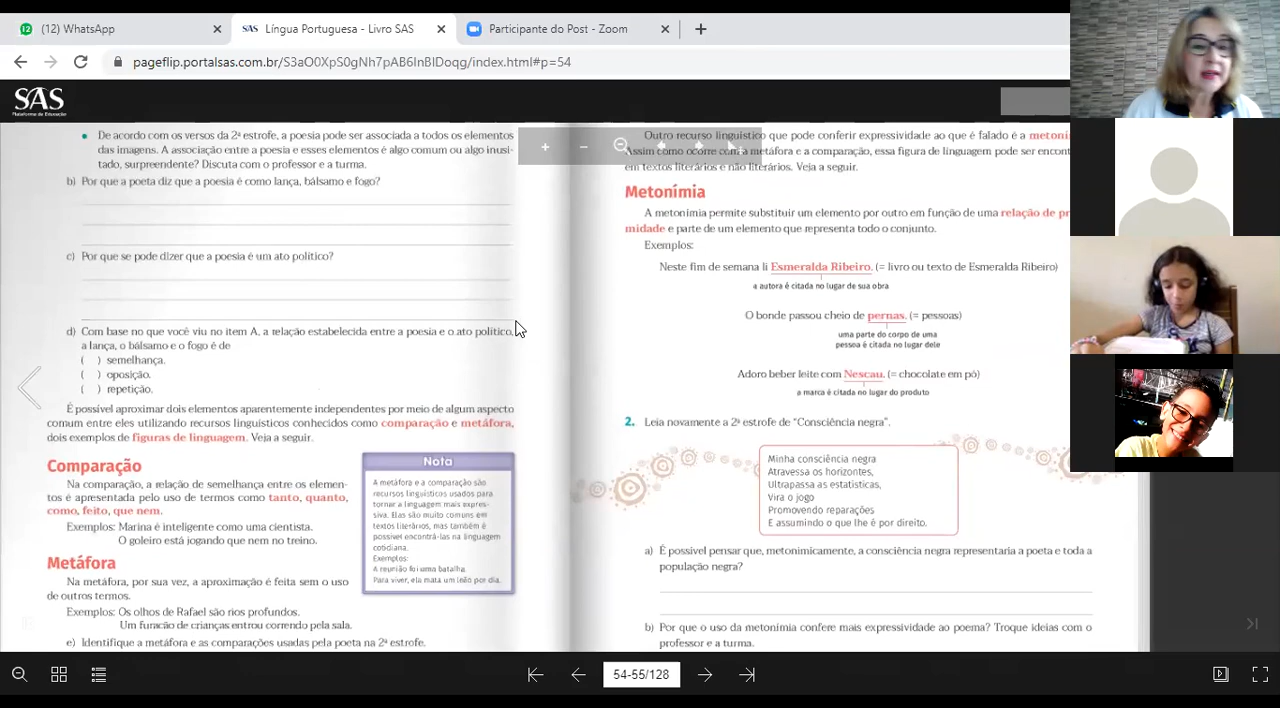 (12) WhatsApp
Língua Portuguesa - Livro SAS
Participante do Post - Zoom
pageflip.portalsas.com.br/S3aO0XpS0gNh7pAB6InBIDoqg/index.html#p=54
SAS
Plataforma de Educação
De acordo com os versos da 2ª estrofe, a poesia pode ser associada a todos os elementos
das imagens. A associação entre a poesia e esses elementos é algo comum ou algo inusi-
tado, surpreendente? Discuta com o professor e a turma.
b) Por que a poeta diz que a poesia é como lança, bálsamo e fogo?
c) Por que se pode dizer que a poesia é um ato político?
d) Com base no que você viu no item A, a relação estabelecida entre a poesia e o ato político,
a lança, o bálsamo e o fogo é de
( ) semelhança.
( ) oposição.
( ) repetição.
É possível aproximar dois elementos aparentemente independentes por meio de algum aspecto
comum entre eles utilizando recursos linguísticos conhecidos como comparação e metáfora,
dois exemplos de figuras de linguagem. Veja a seguir.
Comparação
Na comparação, a relação de semelhança entre os elemen-
tos é apresentada pelo uso de termos como tanto, quanto,
como, feito, que nem.
Exemplos: Marina é inteligente como uma cientista.
O goleiro está jogando que nem no treino.
Metáfora
Na metáfora, por sua vez, a aproximação é feita sem o uso
de outros termos.
Exemplos: Os olhos de Rafael são rios profundos.
Um furacão de crianças entrou correndo pela sala.
e) Identifique a metáfora e as comparações usadas pela poeta na 2ª estrofe.
Nota
A metáfora e a comparação são
recursos linguísticos usados para
tornar a linguagem mais expres-
siva. Elas são muito comuns em
textos literários, mas também é
possível encontrá-las na linguagem
cotidiana.
Exemplos:
A reunião foi uma batalha.
Para viver, ela mata um leão por dia.
Outro recurso linguístico que pode conferir expressividade ao que é falado é a metoní
Assim como ocorre com a metáfora e a comparação, essa figura de linguagem pode ser encont
em textos literários e não literários. Veja a seguir.
Metonímia
A metonímia permite substituir um elemento por outro em função de uma relação de pr
midade e parte de um elemento que representa todo o conjunto.
Exemplos:
Neste fim de semana li Esmeralda Ribeiro. (= livro ou texto de Esmeralda Ribeiro)
a autora é citada no lugar de sua obra
O bonde passou cheio de pernas. (= pessoas)
uma parte do corpo de uma
pessoa é citada no lugar dele
Adoro beber leite com Nescau. (= chocolate em pó)
a marca é citada no lugar do produto
2. Leia novamente a 2ª estrofe de “Consciência negra”.
Minha consciência negra
Atravessa os horizontes,
Ultrapassa as estatísticas,
Vira o jogo
Promovendo reparações
E assumindo o que lhe é por direito.
a) É possível pensar que, metonimicamente, a consciência negra representaria a poeta e toda a
população negra?
b) Por que o uso da metonímia confere mais expressividade ao poema? Troque ideias com o
professor e a turma.
54-55/128